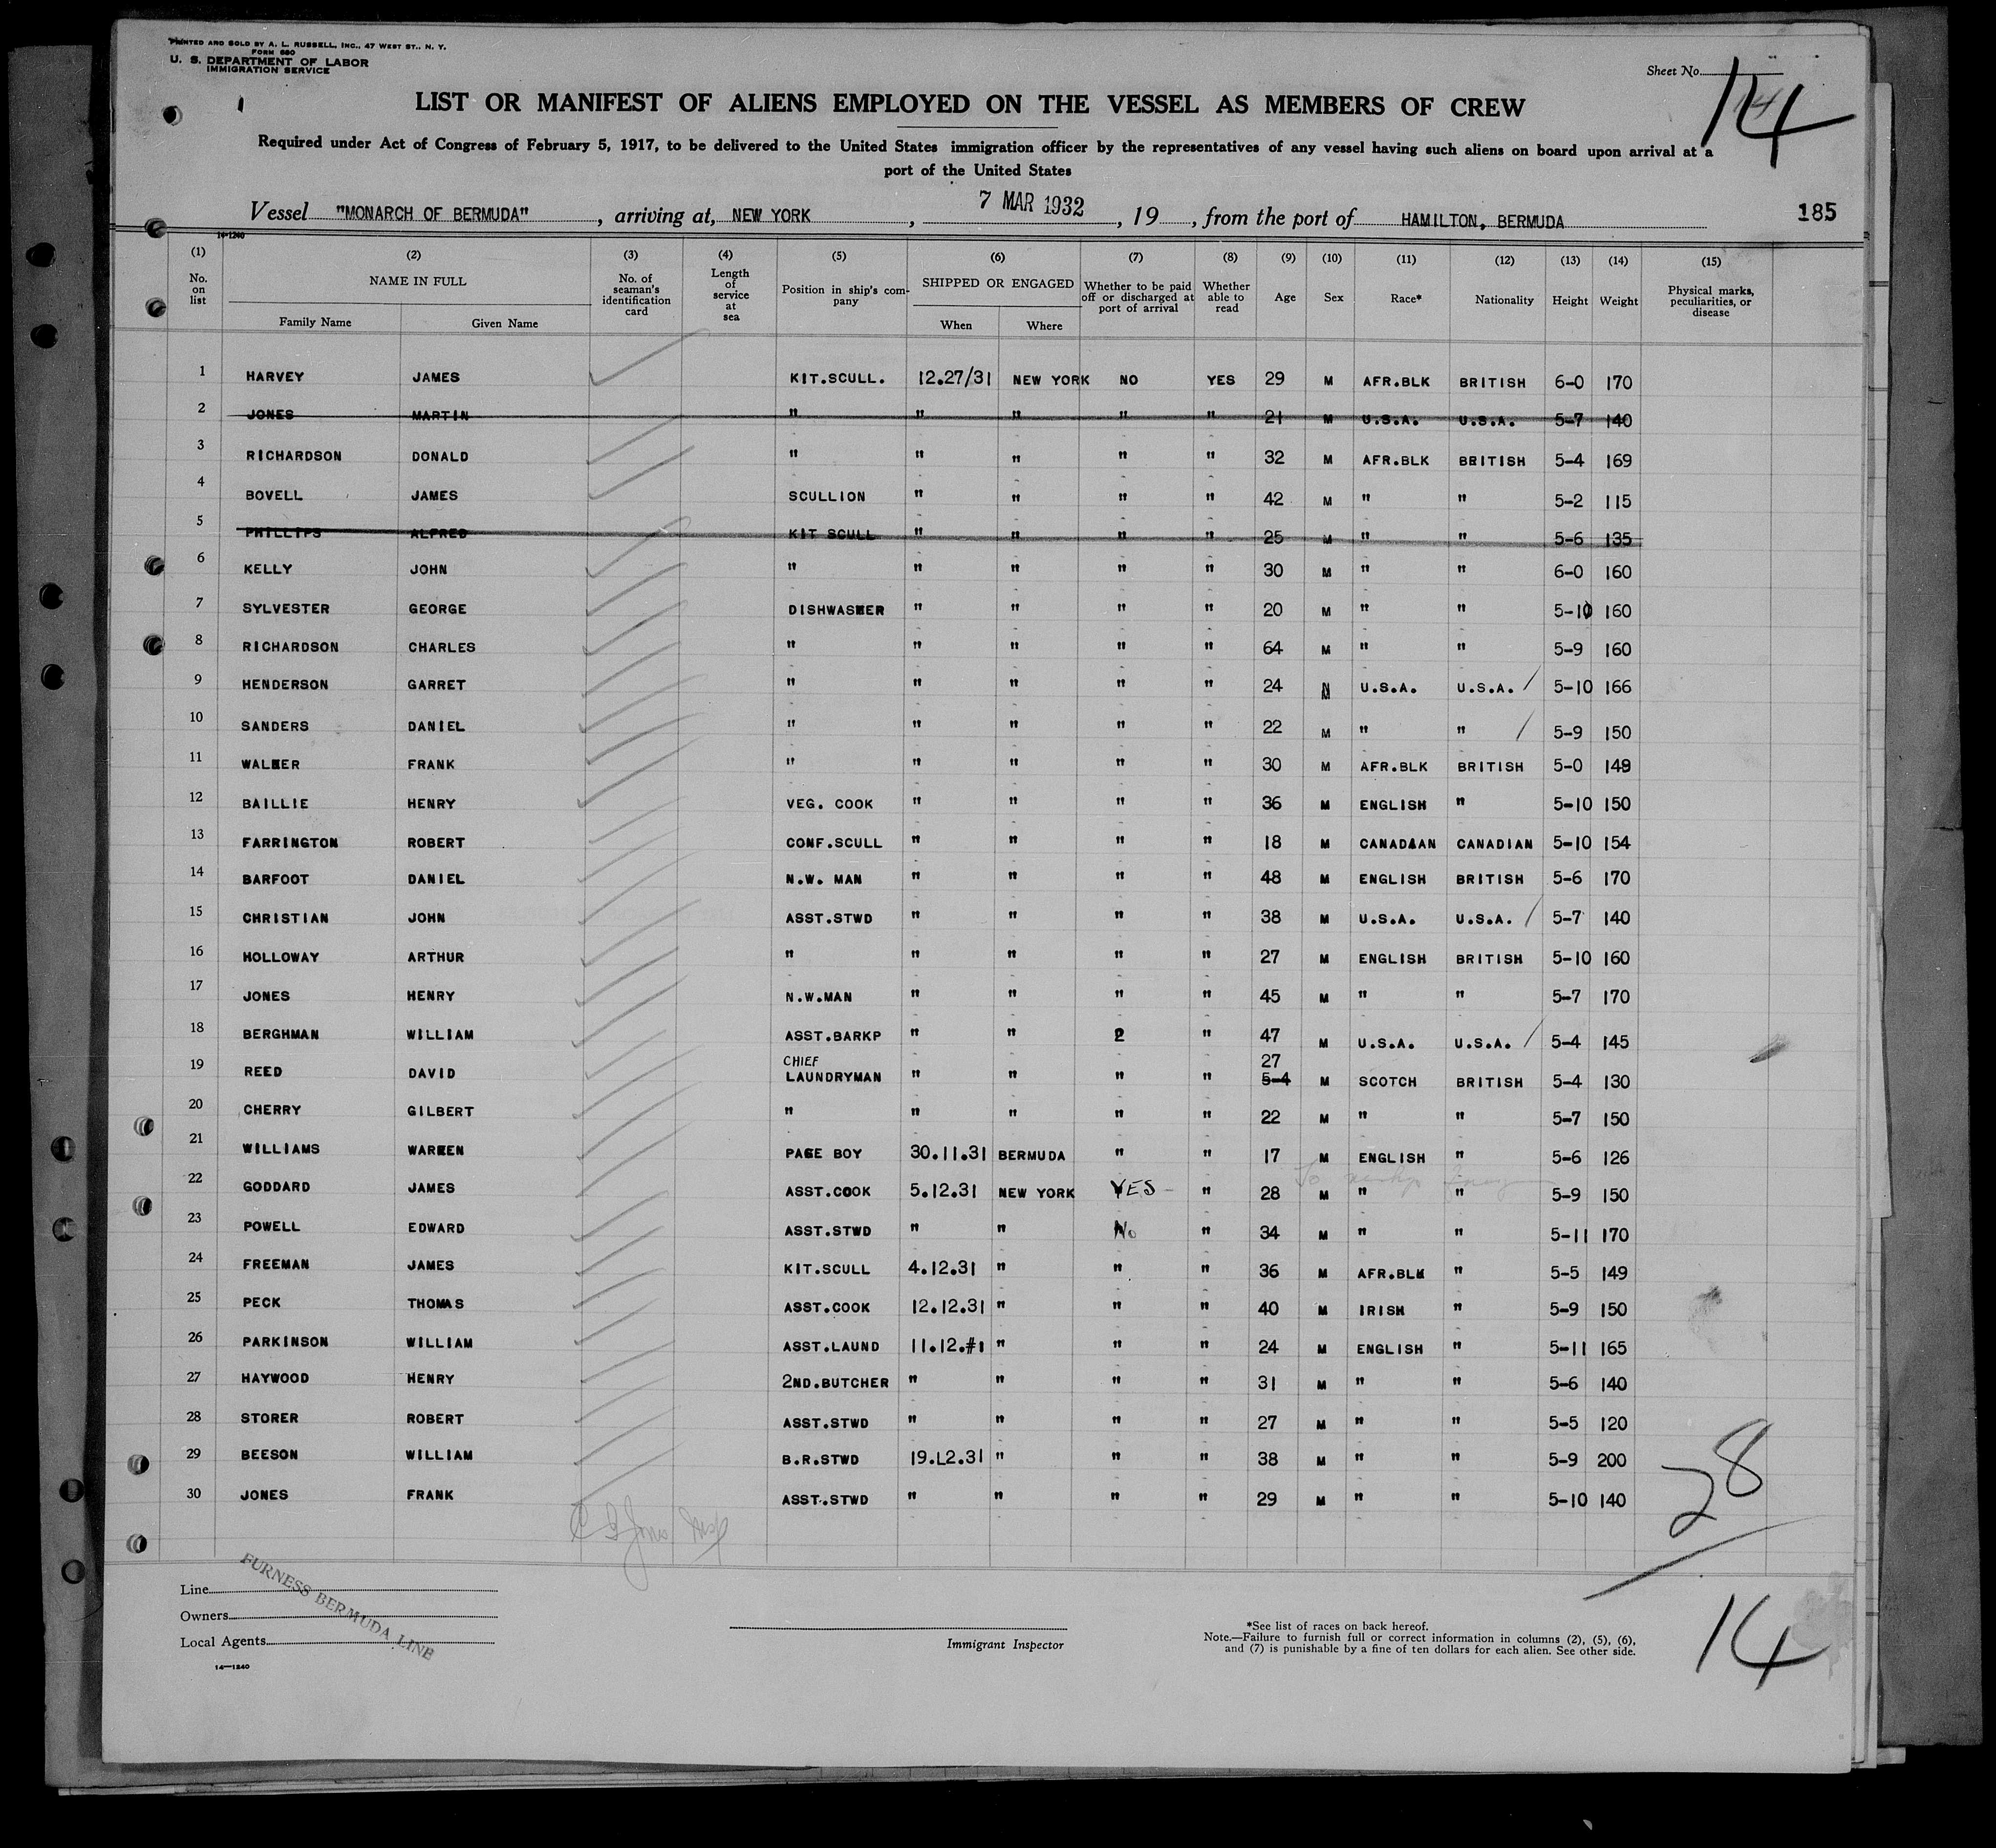 PRINTED AND SOLD BY A. L. RUSSELL, INC., 47 WEST ST., N. Y.
FORM 680
U. S. DEPARTMENT OF LABOR
IMMIGRATION SERVICE
Sheet No. 14
LIST OR MANIFEST OF ALIENS EMPLOYED ON THE VESSEL AS MEMBERS OF CREW
Required under Act of Congress of February 5, 1917, to be delivered to the United States immigration officer by the representatives of any vessel having such aliens on board upon arrival at a
port of the United States
Vessel "MONARCH OF BERMUDA", arriving at, NEW YORK, 7 MAR 1932, 19, from the port of HAMILTON, BERMUDA 185
14-1240
(1) (2) (3) (4) (5) (6) (7) (8) (9) (10) (11) (12) (13) (14) (15)
No. on list NAME IN FULL Family Name Given Name No. of seaman's identification card Length of service at sea Position in ship's company SHIPPED OR ENGAGED When Where Whether to be paid off or discharged at port of arrival Whether able to read Age Sex Race* Nationality Height Weight Physical marks, peculiarities, or disease
1 HARVEY JAMES KIT.SCULL. 12.27/31 NEW YORK NO YES 29 M AFR.BLK BRITISH 6-0 170
2 JONES MARTIN " " " " " 21 M U.S.A. U.S.A. 5-7 140
3 RICHARDSON DONALD " " " " " 32 M AFR.BLK BRITISH 5-4 169
4 BOVELL JAMES SCULLION " " " " 42 M " " 5-2 115
5 PHILLIPS ALFRED KIT SCULL " " " " 25 M " " 5-6 135
6 KELLY JOHN " " " " " 30 M " " 6-0 160
7 SYLVESTER GEORGE DISHWASHER " " " " 20 M " " 5-10 160
8 RICHARDSON CHARLES " " " " " 64 M " " 5-9 160
9 HENDERSON GARRET " " " " " 24 M U.S.A. U.S.A. / 5-10 166
10 SANDERS DANIEL " " " " " 22 M " " / 5-9 150
11 WALKER FRANK " " " " " 30 M AFR.BLK BRITISH 5-0 149
12 BAILLIE HENRY VEG. COOK " " " " 36 M ENGLISH " 5-10 150
13 FARRINGTON ROBERT CONF.SCULL " " " " 18 M CANADIAN CANADIAN 5-10 154
14 BARFOOT DANIEL N.W. MAN " " " " 48 M ENGLISH BRITISH 5-6 170
15 CHRISTIAN JOHN ASST.STWD " " " " 38 M U.S.A. U.S.A. / 5-7 140
16 HOLLOWAY ARTHUR " " " " " 27 M ENGLISH BRITISH 5-10 160
17 JONES HENRY N.W.MAN " " " " 45 M " " 5-7 170
18 BERGHMAN WILLIAM ASST.BARKP " " 2 " 47 M U.S.A. U.S.A. / 5-4 145
19 REED DAVID CHIEF LAUNDRYMAN " " " " 27 5-4 M SCOTCH BRITISH 5-4 130
20 CHERRY GILBERT " " " " " 22 M " " 5-7 150
21 WILLIAMS WARREN PAGE BOY 30.11.31 BERMUDA " " 17 M ENGLISH " 5-6 126
22 GODDARD JAMES ASST.COOK 5.12.31 NEW YORK YES - " 28 M " " 5-9 150
23 POWELL EDWARD ASST.STWD " " No " 34 M " " 5-11 170
24 FREEMAN JAMES KIT.SCULL 4.12.31 " " " 36 M AFR.BLK " 5-5 149
25 PECK THOMAS ASST.COOK 12.12.31 " " " 40 M IRISH " 5-9 150
26 PARKINSON WILLIAM ASST.LAUND 11.12.#1 " " " 24 M ENGLISH " 5-11 165
27 HAYWOOD HENRY 2ND.BUTCHER " " " " 31 M " " 5-6 140
28 STORER ROBERT ASST.STWD " " " " 27 M " " 5-5 120
29 BEESON WILLIAM B.R.STWD 19.L2.31 " " " 38 M " " 5-9 200
30 JONES FRANK ASST.STWD " " " " 29 M " " 5-10 140
28
14
Line
Owners
Local Agents
FURNESS BERMUDA LINE
14—1240
Immigrant Inspector
*See list of races on back hereof.
Note.—Failure to furnish full or correct information in columns (2), (5), (6),
and (7) is punishable by a fine of ten dollars for each alien. See other side.